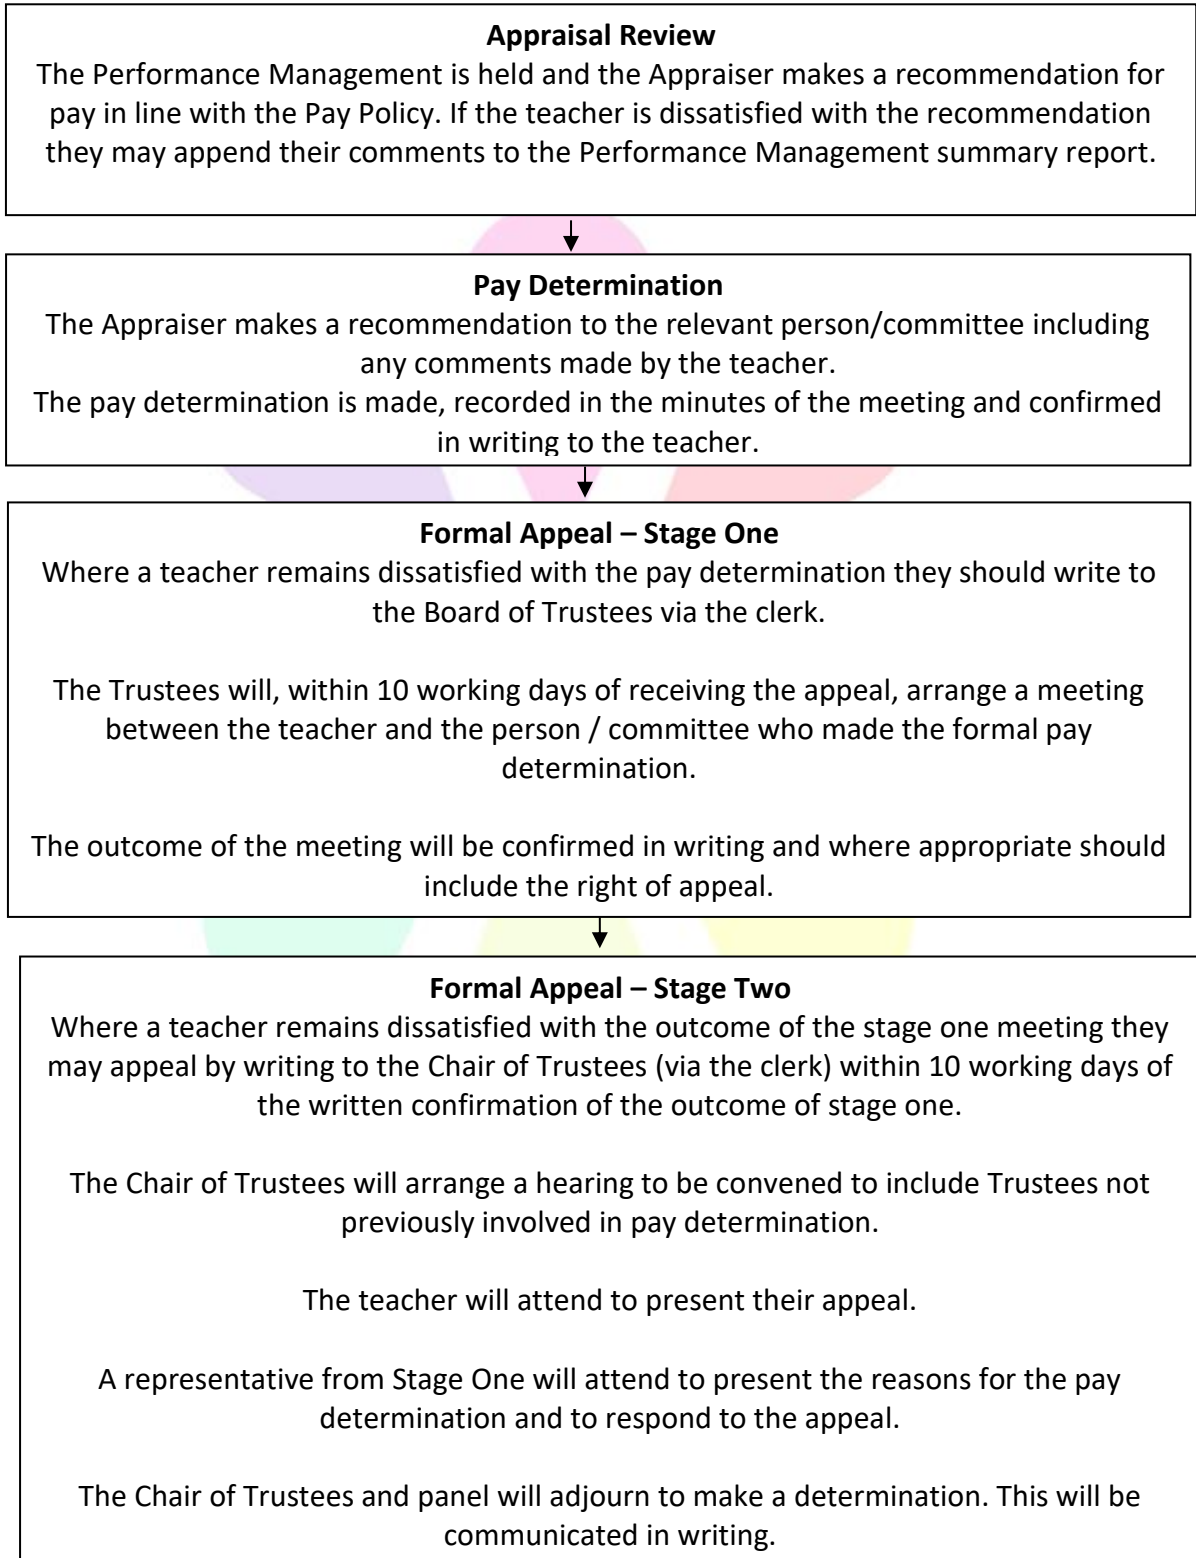 Appraisal Review
The Performance Management is held and the Appraiser makes a recommendation for
pay in line with the Pay Policy. If the teacher is dissatisfied with the recommendation
they may append their comments to the Performance Management summary report.
Pay Determination
The Appraiser makes a recommendation to the relevant person/committee including
any comments made by the teacher.
The pay determination is made, recorded in the minutes of the meeting and confirmed
in writing to the teacher.
Formal Appeal – Stage One
Where a teacher remains dissatisfied with the pay determination they should write to
the Board of Trustees via the clerk.
The Trustees will, within 10 working days of receiving the appeal, arrange a meeting
between the teacher and the person / committee who made the formal pay
determination.
The outcome of the meeting will be confirmed in writing and where appropriate should
include the right of appeal.
Formal Appeal – Stage Two
Where a teacher remains dissatisfied with the outcome of the stage one meeting they
may appeal by writing to the Chair of Trustees (via the clerk) within 10 working days of
the written confirmation of the outcome of stage one.
The Chair of Trustees will arrange a hearing to be convened to include Trustees not
previously involved in pay determination.
The teacher will attend to present their appeal.
A representative from Stage One will attend to present the reasons for the pay
determination and to respond to the appeal.
The Chair of Trustees and panel will adjourn to make a determination. This will be
communicated in writing.